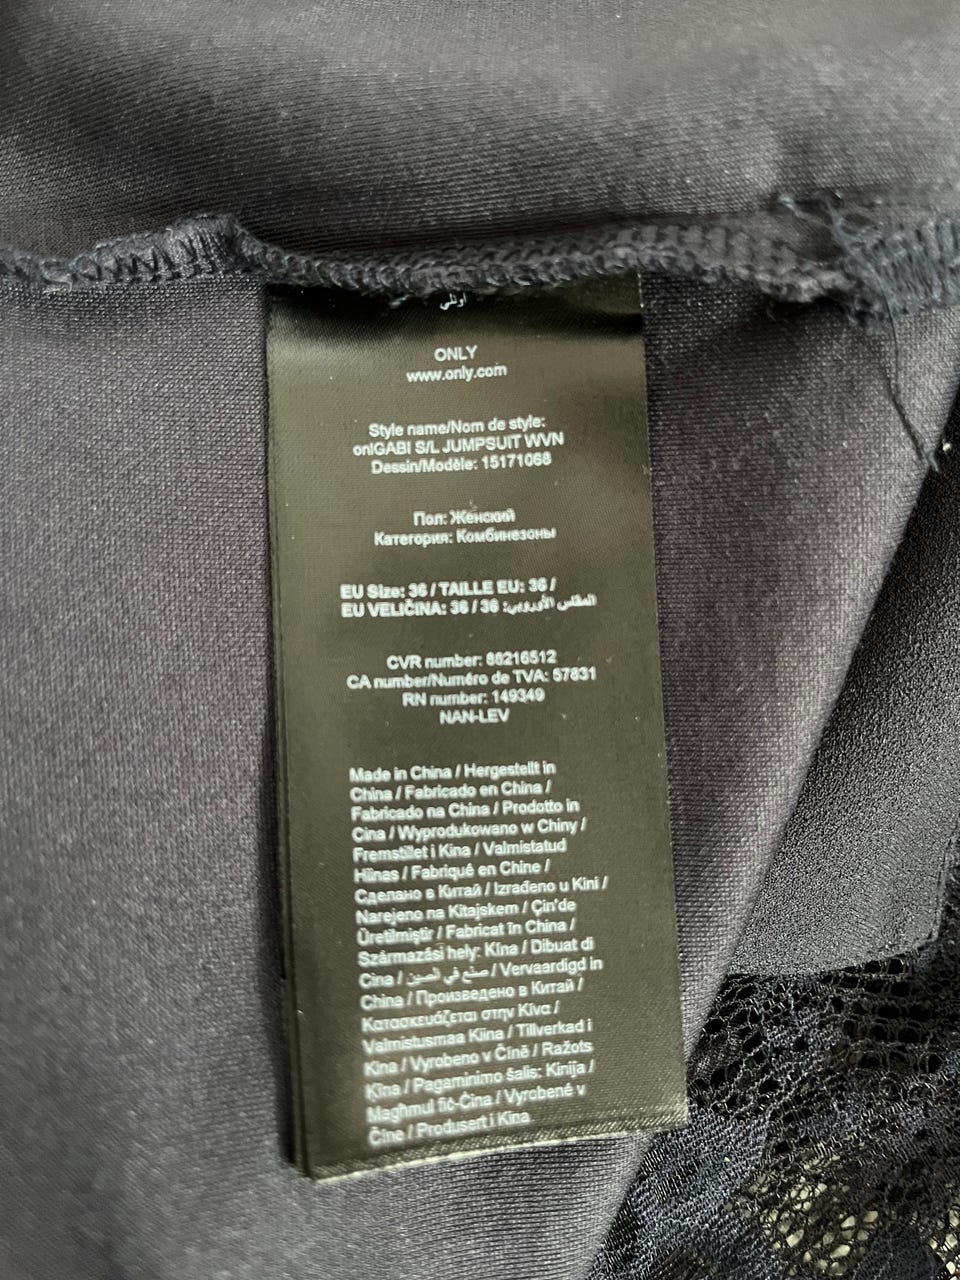 اونلي
ONLY
www.only.com
Style name/Nom de style:
onlGABI S/L JUMPSUIT WVN
Dessin/Modèle: 15171068
Пол: Женский
Категория: Комбинезоны
EU Size: 36 / TAILLE EU: 36 /
EU VELIČINA: 36 / 36 :المقاس الأوروبي
CVR number: 86216512
CA number/Numéro de TVA: 57831
RN number: 149349
NAN-LEV
Made in China / Hergestellt in
China / Fabricado en China /
Fabricado na China / Prodotto in
Cina / Wyprodukowano w Chiny /
Fremstillet i Kina / Valmistatud
Hiinas / Fabriqué en Chine /
Сделано в Китай / Izrađeno u Kini /
Narejeno na Kitajskem / Çin'de
Üretilmiştir / Fabricat în China /
Származási hely: Kína / Dibuat di
Cina / صنع في الصين / Vervaardigd in
China / Произведено в Китай /
Κατασκευάζεται στην Κίνα /
Valmistusmaa Kiina / Tillverkad i
Kina / Vyrobeno v Číně / Ražots
Ķīna / Pagaminimo šalis: Kinija /
Magħmul fiċ-Ċina / Vyrobené v
Číne / Produsert i Kina